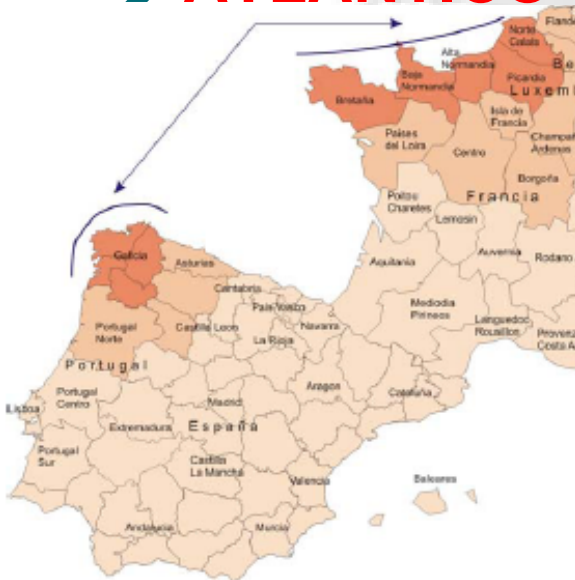 ATLÁNTICO
Norte
Calais
Alta
Normandia
Baja
Normandia
Picardia
Luxem
Bretaña
Isla de
Francia
Paises
del Loira
Centro
Ardenas
Borgoña
Francia
Poitou
Charetes
Lemosin
Auvernia
Rodano
Aquitania
Mediodia
Pirineos
Languedoc
Rousillon
Costa A
Galicia
Asturias
Cantabria
Pais Vasco
Navarra
Castilla Leon
La Rioja
Portugal
Norte
Portugal
Aragon
Cataluña
Portugal
Centro
Lisboa
Madrid
Extremadura
España
Portugal
Sur
Castilla
La Mancha
Valencia
Baleares
Andalucia
Murcia